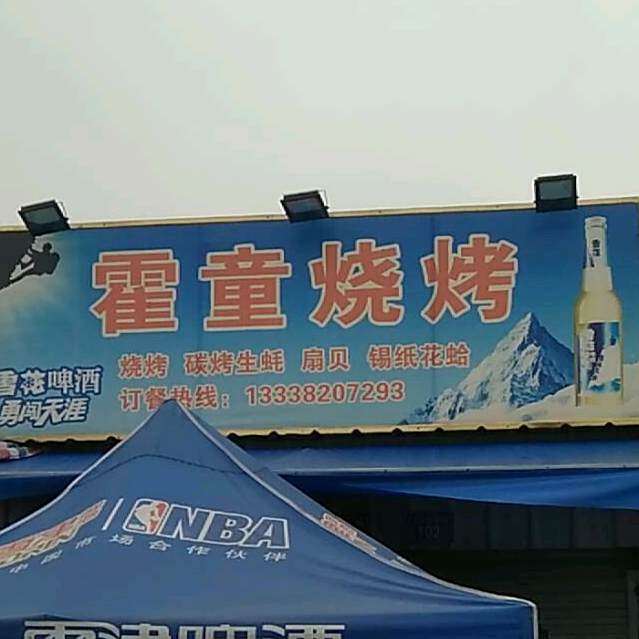 霍童烧烤
烧烤 碳烤生蚝 扇贝 锡纸花蛤
订餐热线：13338207293
雪花啤酒
勇闯天涯
NBA
中国市场合作伙伴